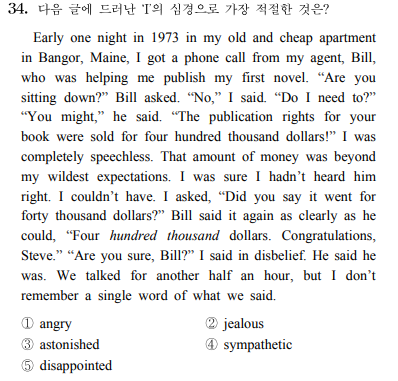 34. 다음 글에 드러난 'I'의 심경으로 가장 적절한 것은?
Early one night in 1973 in my old and cheap apartment
in Bangor, Maine, I got a phone call from my agent, Bill,
who was helping me publish my first novel. “Are you
sitting down?” Bill asked. “No,” I said. “Do I need to?”
“You might,” he said. “The publication rights for your
book were sold for four hundred thousand dollars!” I was
completely speechless. That amount of money was beyond
my wildest expectations. I was sure I hadn’t heard him
right. I couldn’t have. I asked, “Did you say it went for
forty thousand dollars?” Bill said it again as clearly as he
could, “Four hundred thousand dollars. Congratulations,
Steve.” “Are you sure, Bill?” I said in disbelief. He said he
was. We talked for another half an hour, but I don’t
remember a single word of what we said.
① angry ② jealous
③ astonished ④ sympathetic
⑤ disappointed